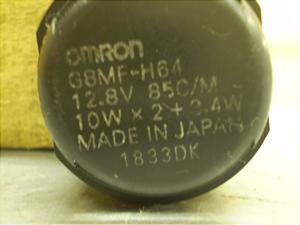 omron
G8MF-H64
12.8V 85C/M
10W × 2 + 3.4W
MADE IN JAPAN
1833DK